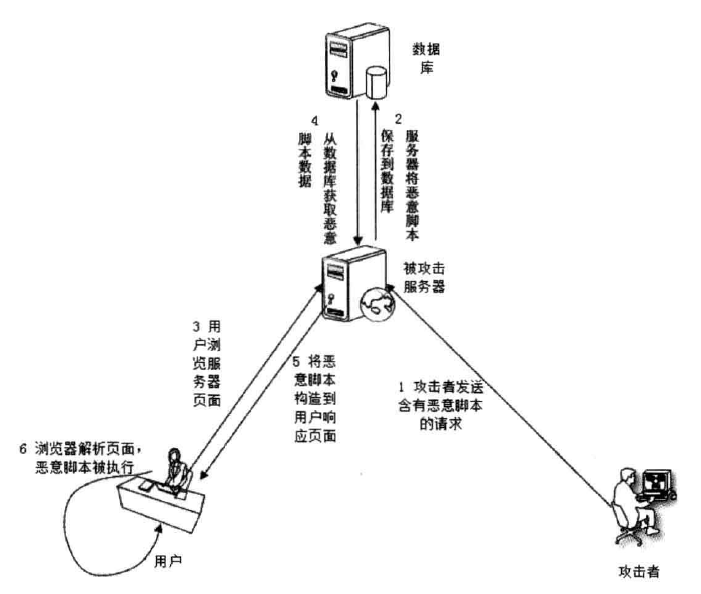 数据
库
4
从数据库获取恶意
脚本数据
2
服务器将恶意脚本
保存到数据库
被攻击
服务器
3 用
户浏
览服
务器
页面
5 将恶
意脚本
构造到
用户响
应页面
1 攻击者发送
含有恶意脚本
的请求
6 浏览器解析页面，
恶意脚本被执行
用户
攻击者